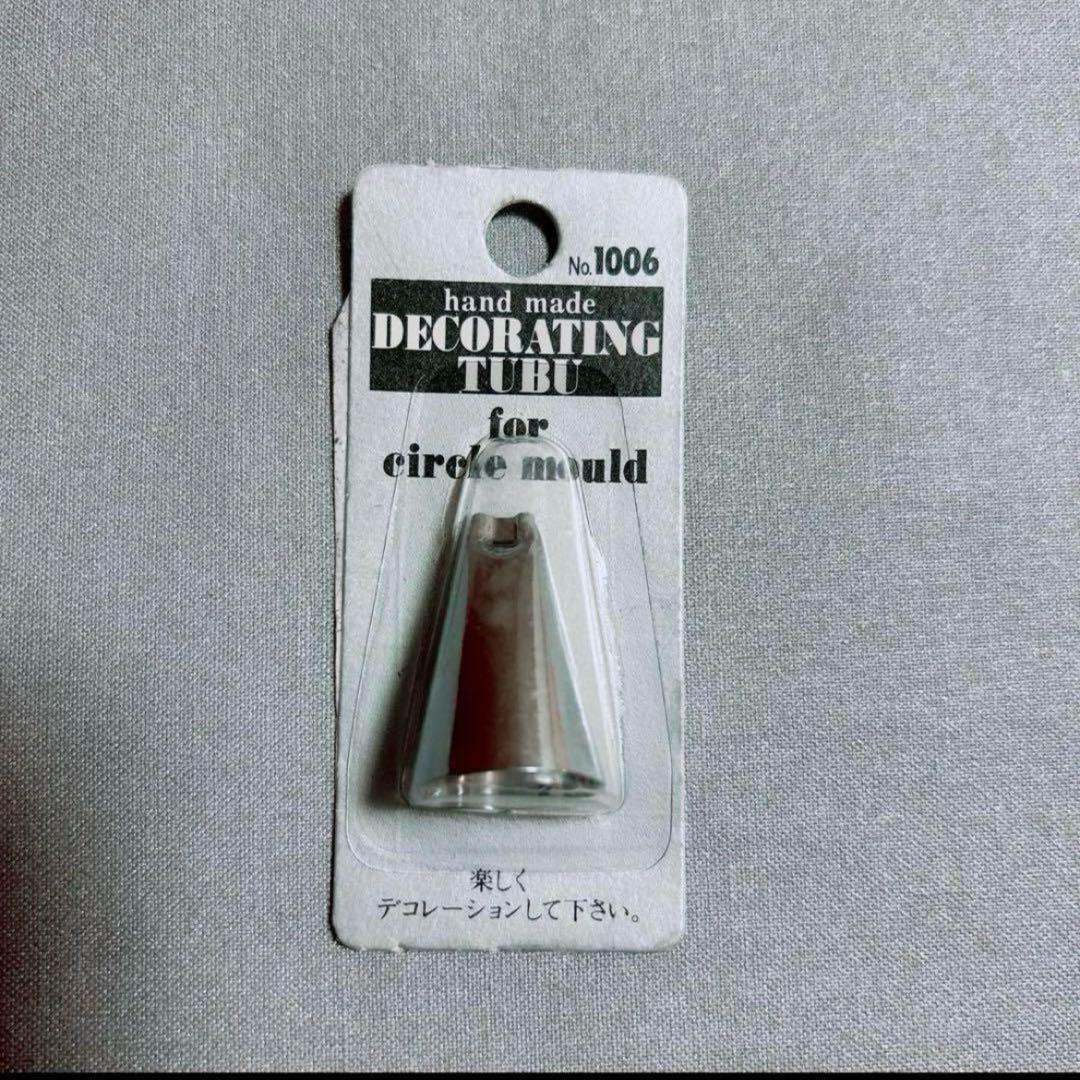 No.1006
hand made
DECORATING
TUBU
for
circle mould
楽しく
デコレーションして下さい。